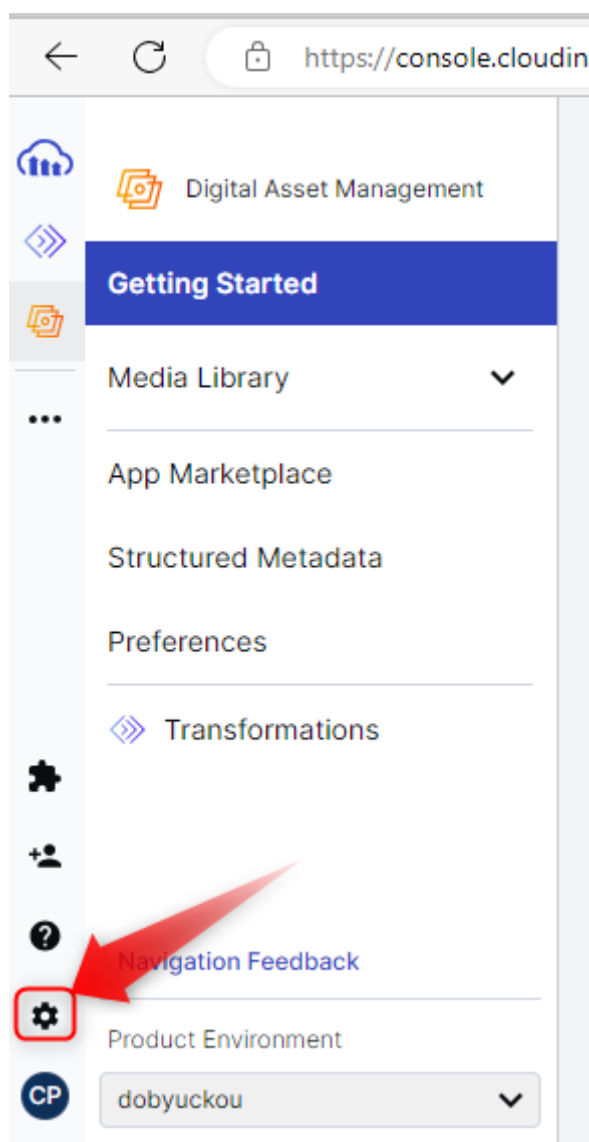 https://console.cloudin
Digital Asset Management
Getting Started
Media Library
App Marketplace
Structured Metadata
Preferences
Transformations
Navigation Feedback
Product Environment
CP
dobyuckou